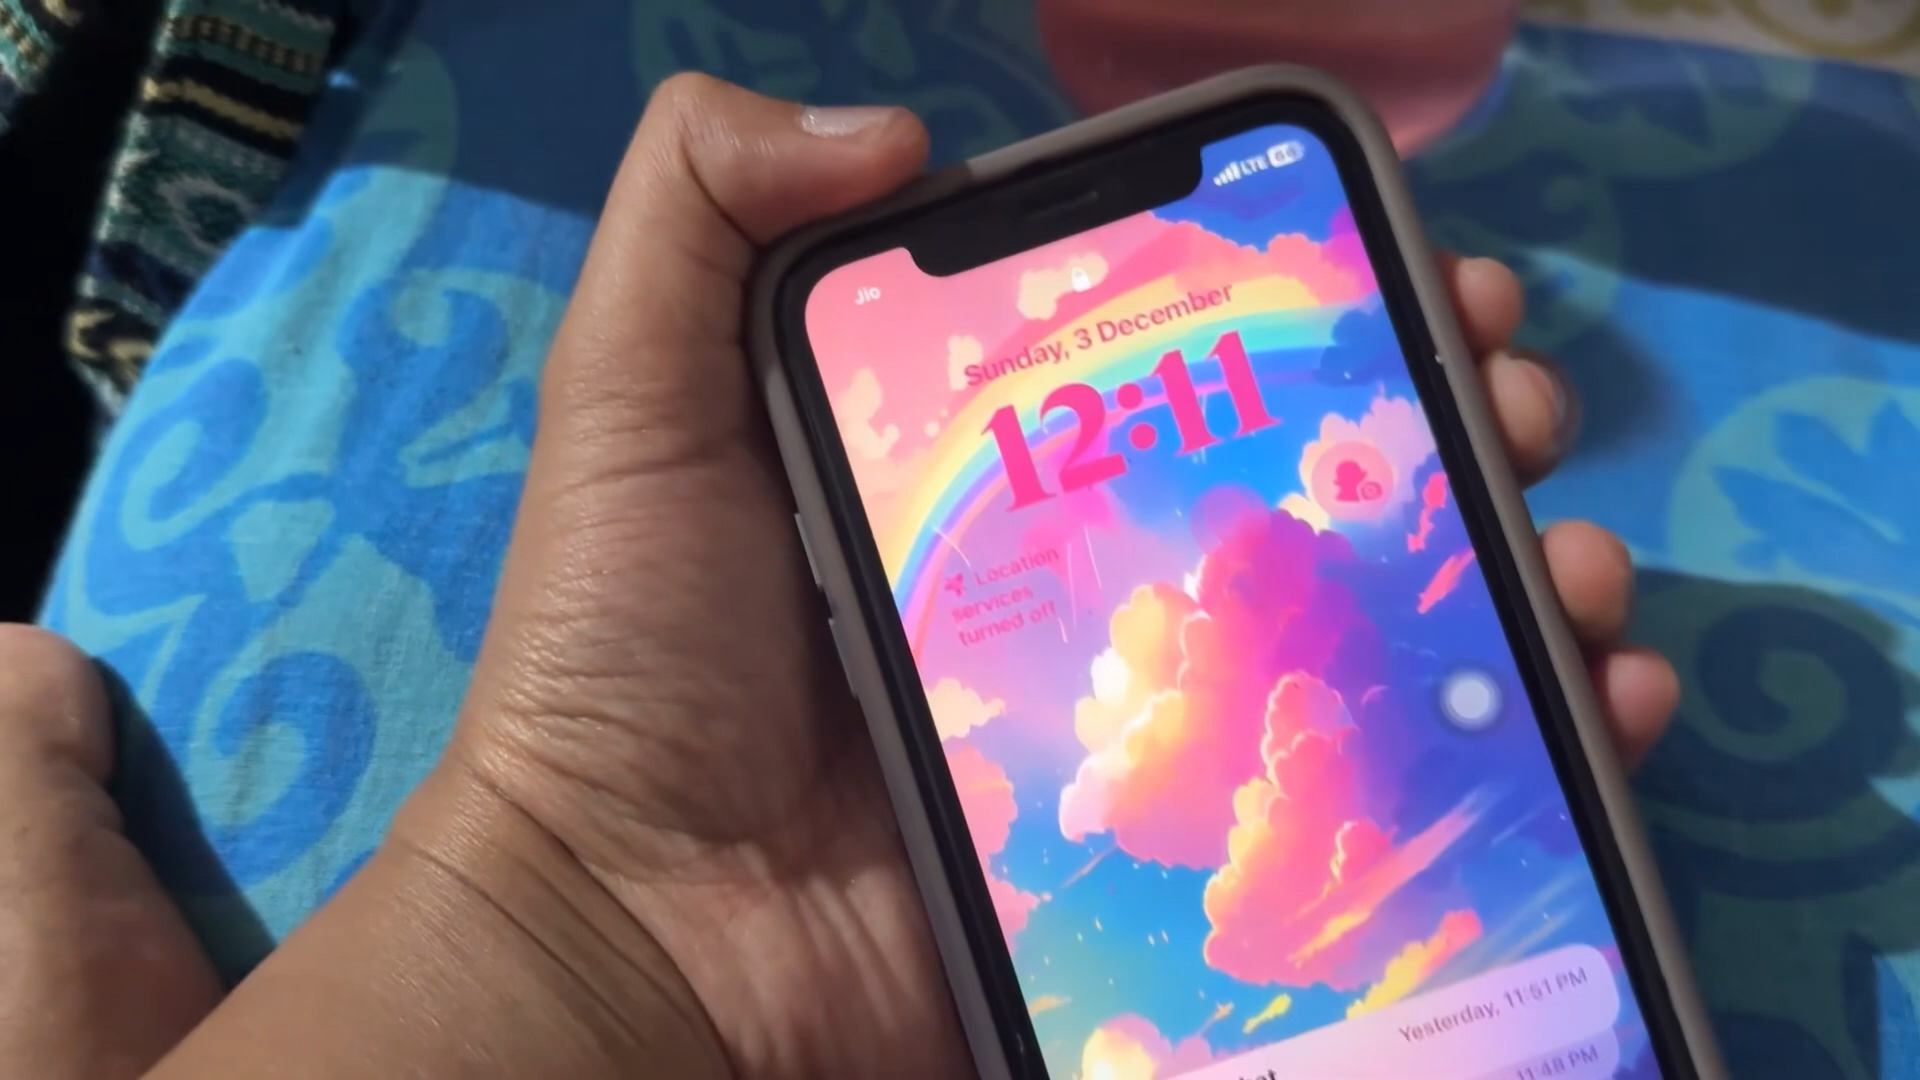 Jio
LTE
Sunday, 3 December
12:11
Location
services
turned off
Yesterday, 11:51 PM
11:48 PM